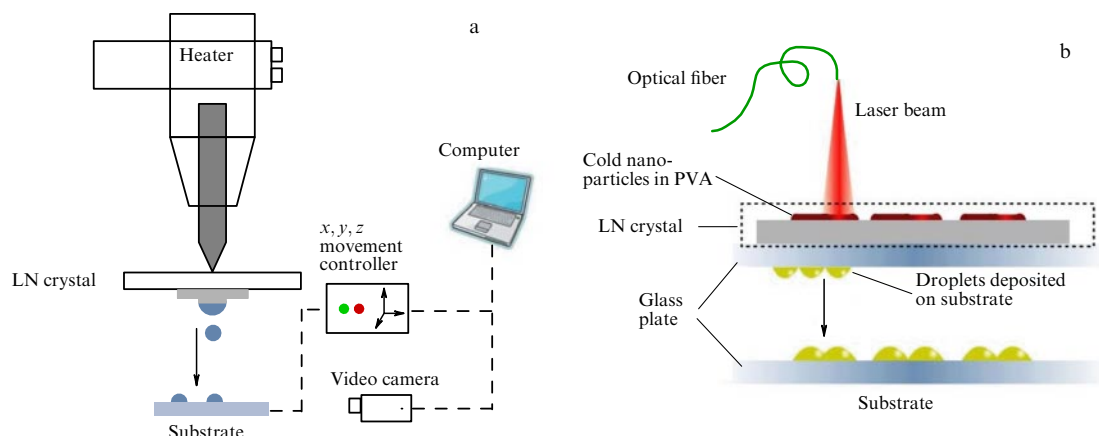 a
Heater
Computer
x, y, z
movement
controller
LN crystal
Video camera
Substrate
b
Optical fiber
Laser beam
Cold nano-
particles in PVA
LN crystal
Droplets deposited
on substrate
Glass
plate
Substrate